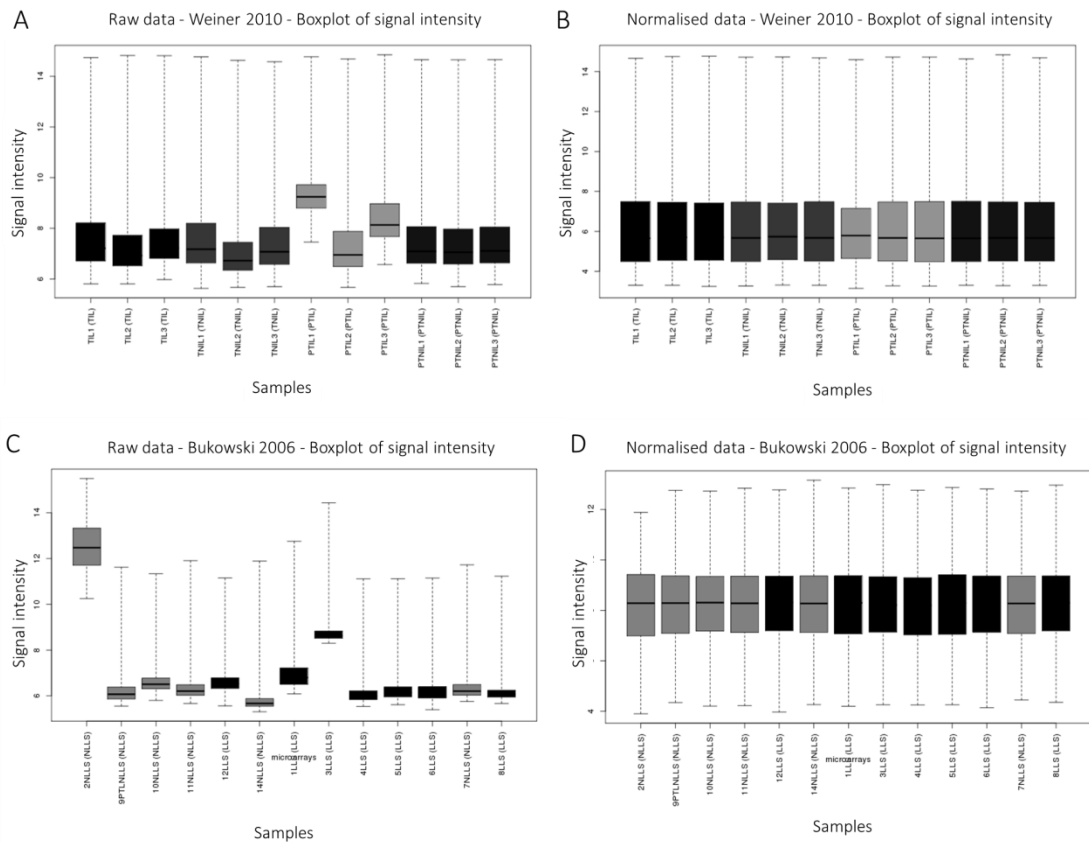 A
Raw data - Weiner 2010 - Boxplot of signal intensity
Signal intensity
14
12
10
8
6
TIL1 (TIL)
TIL2 (TIL)
TIL3 (TIL)
TNIL1 (TNIL)
TNIL2 (TNIL)
TNIL3 (TNIL)
PTIL1 (PTIL)
PTIL2 (PTIL)
PTIL3 (PTIL)
PTNIL1 (PTNIL)
PTNIL2 (PTNIL)
PTNIL3 (PTNIL)
Samples
B
Normalised data - Weiner 2010 - Boxplot of signal intensity
Signal intensity
14
12
10
8
6
4
TIL1 (TIL)
TIL2 (TIL)
TIL3 (TIL)
TNIL1 (TNIL)
TNIL2 (TNIL)
TNIL3 (TNIL)
PTIL1 (PTIL)
PTIL2 (PTIL)
PTIL3 (PTIL)
PTNIL1 (PTNIL)
PTNIL2 (PTNIL)
PTNIL3 (PTNIL)
Samples
C
Raw data - Bukowski 2006 - Boxplot of signal intensity
Signal intensity
14
12
10
8
6
2NLLS (NLLS)
9PTLNLLS (NLLS)
10NLLS (NLLS)
11NLLS (NLLS)
12LLS (LLS)
14NLLS (NLLS)
1LLS (LLS)
3LLS (LLS)
4LLS (LLS)
5LLS (LLS)
6LLS (LLS)
7NLLS (NLLS)
8LLS (LLS)
microarrays
Samples
D
Normalised data - Bukowski 2006 - Boxplot of signal intensity
Signal intensity
12
4
2NLLS (NLLS)
9PTLNLLS (NLLS)
10NLLS (NLLS)
11NLLS (NLLS)
12LLS (LLS)
14NLLS (NLLS)
1LLS (LLS)
3LLS (LLS)
4LLS (LLS)
5LLS (LLS)
6LLS (LLS)
7NLLS (NLLS)
8LLS (LLS)
microarrays
Samples